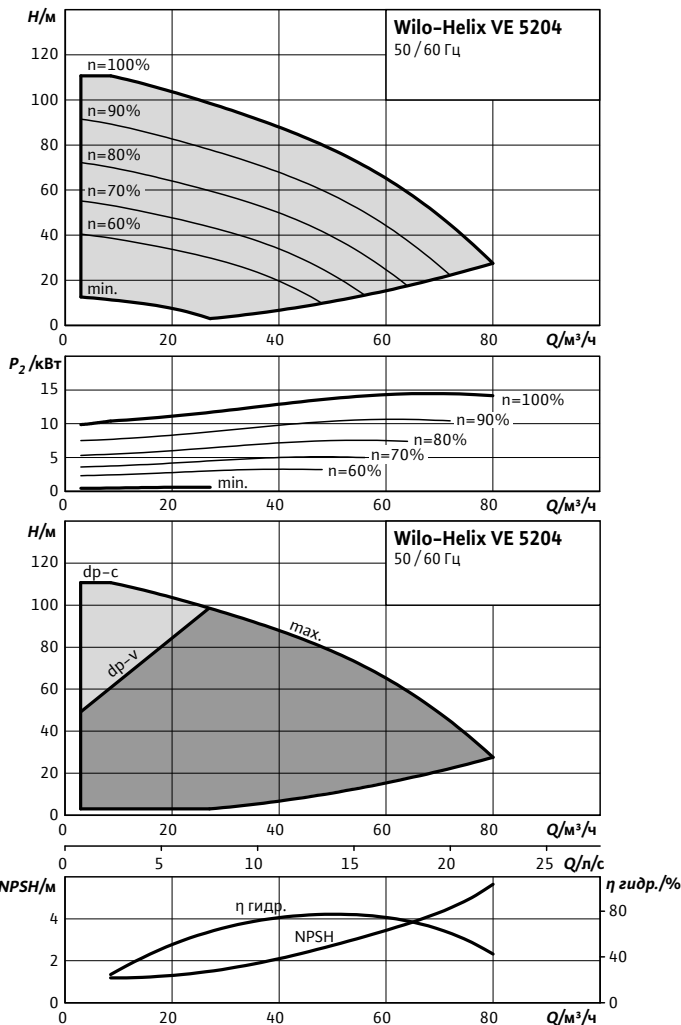 H/м
Wilo-Helix VE 5204
50 / 60 Гц
120
n=100%
100
n=90%
80
n=80%
60
n=70%
n=60%
40
20
min.
0
0 20 40 60 80 Q/м³/ч
P2 /кВт
15
n=100%
10
n=90%
n=80%
5
n=70%
n=60%
min.
0
0 20 40 60 80 Q/м³/ч
H/м
Wilo-Helix VE 5204
50 / 60 Гц
120
dp-c
100
max.
80
dp-v
60
40
20
0
0 20 40 60 80 Q/м³/ч
0 5 10 15 20 25 Q/л/с
NPSH/м
η гидр./%
η гидр.
4
80
NPSH
2
40
0
0
0 20 40 60 80 Q/м³/ч